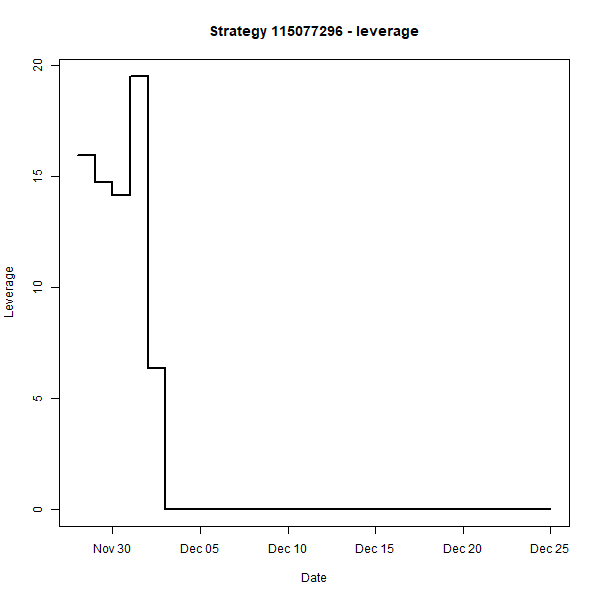 Strategy 115077296 - leverage
20
15
10
5
0
Leverage
Nov 30
Dec 05
Dec 10
Dec 15
Dec 20
Dec 25
Date